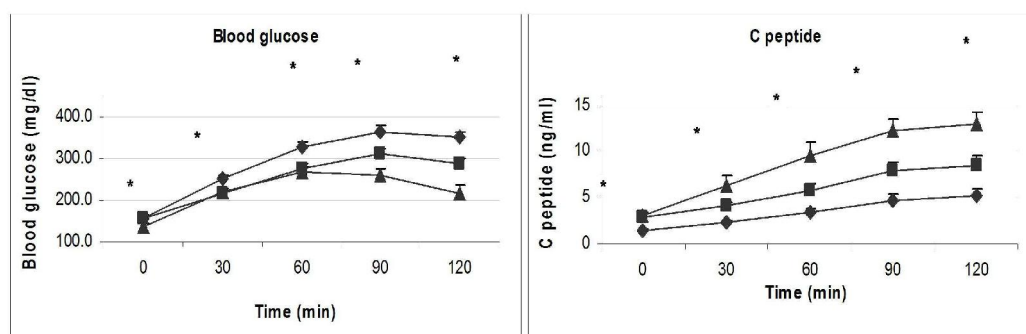 Blood glucose
*
*
*
*
*
Blood glucose (mg/dl)
400.0
300.0
200.0
100.0
0 30 60 90 120
Time (min)
C peptide
*
*
*
*
*
C peptide (ng/ml)
15
10
5
0
0 30 60 90 120
Time (min)